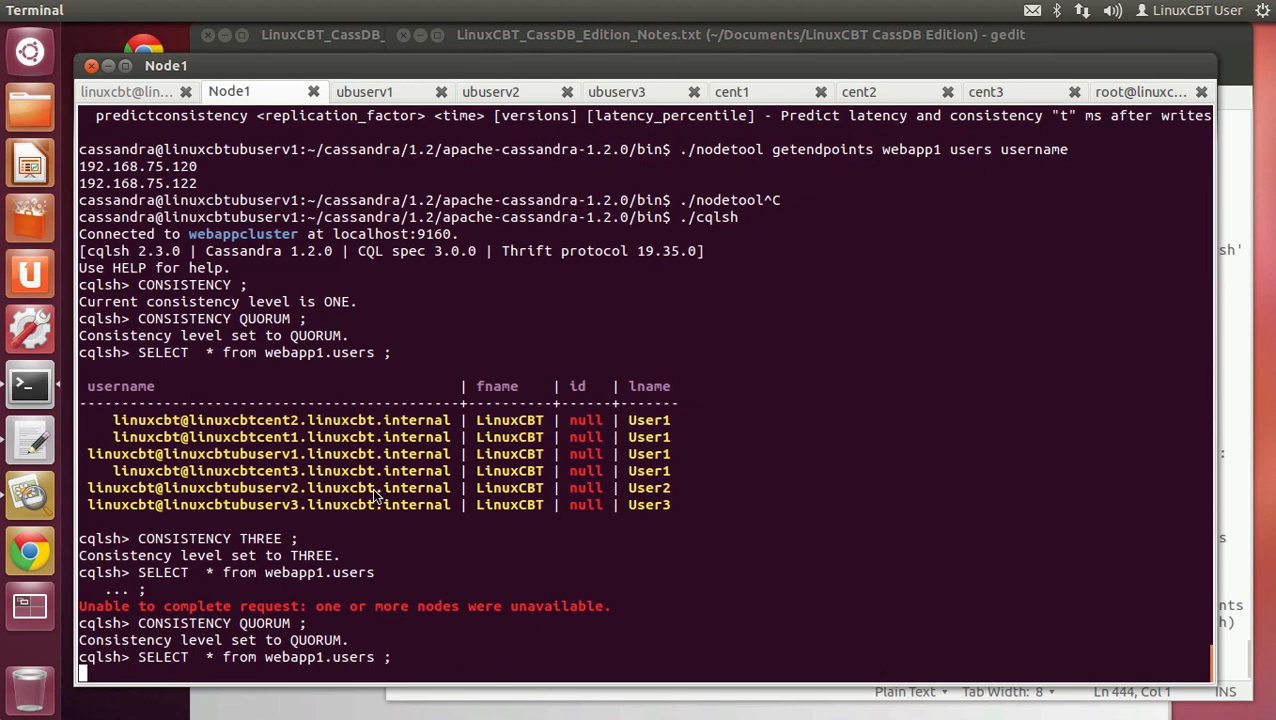 Terminal
LinuxCBT User
LinuxCBT_CassDB_
LinuxCBT_CassDB_Edition_Notes.txt (~/Documents/LinuxCBT CassDB Edition) - gedit
Node1
linuxcbt@lin...
Node1
ubuserv1
ubuserv2
ubuserv3
cent1
cent2
cent3
root@linuxc...
predictconsistency <replication_factor> <time> [versions] [latency_percentile] - Predict latency and consistency "t" ms after writes
cassandra@linuxcbtubuserv1:~/cassandra/1.2/apache-cassandra-1.2.0/bin$ ./nodetool getendpoints webapp1 users username
192.168.75.120
192.168.75.122
cassandra@linuxcbtubuserv1:~/cassandra/1.2/apache-cassandra-1.2.0/bin$ ./nodetool^C
cassandra@linuxcbtubuserv1:~/cassandra/1.2/apache-cassandra-1.2.0/bin$ ./cqlsh
Connected to webappcluster at localhost:9160.
[cqlsh 2.3.0 | Cassandra 1.2.0 | CQL spec 3.0.0 | Thrift protocol 19.35.0]
Use HELP for help.
cqlsh> CONSISTENCY ;
Current consistency level is ONE.
cqlsh> CONSISTENCY QUORUM ;
Consistency level set to QUORUM.
cqlsh> SELECT  * from webapp1.users ;
username | fname | id | lname
---------------------------------------------+----------+------+-------
linuxcbt@linuxcbtcent2.linuxcbt.internal | LinuxCBT | null | User1
linuxcbt@linuxcbtcent1.linuxcbt.internal | LinuxCBT | null | User1
linuxcbt@linuxcbtubuserv1.linuxcbt.internal | LinuxCBT | null | User1
linuxcbt@linuxcbtcent3.linuxcbt.internal | LinuxCBT | null | User1
linuxcbt@linuxcbtubuserv2.linuxcbt.internal | LinuxCBT | null | User2
linuxcbt@linuxcbtubuserv3.linuxcbt.internal | LinuxCBT | null | User3
cqlsh> CONSISTENCY THREE ;
Consistency level set to THREE.
cqlsh> SELECT  * from webapp1.users
... ;
Unable to complete request: one or more nodes were unavailable.
cqlsh> CONSISTENCY QUORUM ;
Consistency level set to QUORUM.
cqlsh> SELECT  * from webapp1.users ;
sh'
:
s
nts
h)
Plain Text
Tab Width: 8
Ln 444, Col 1
INS